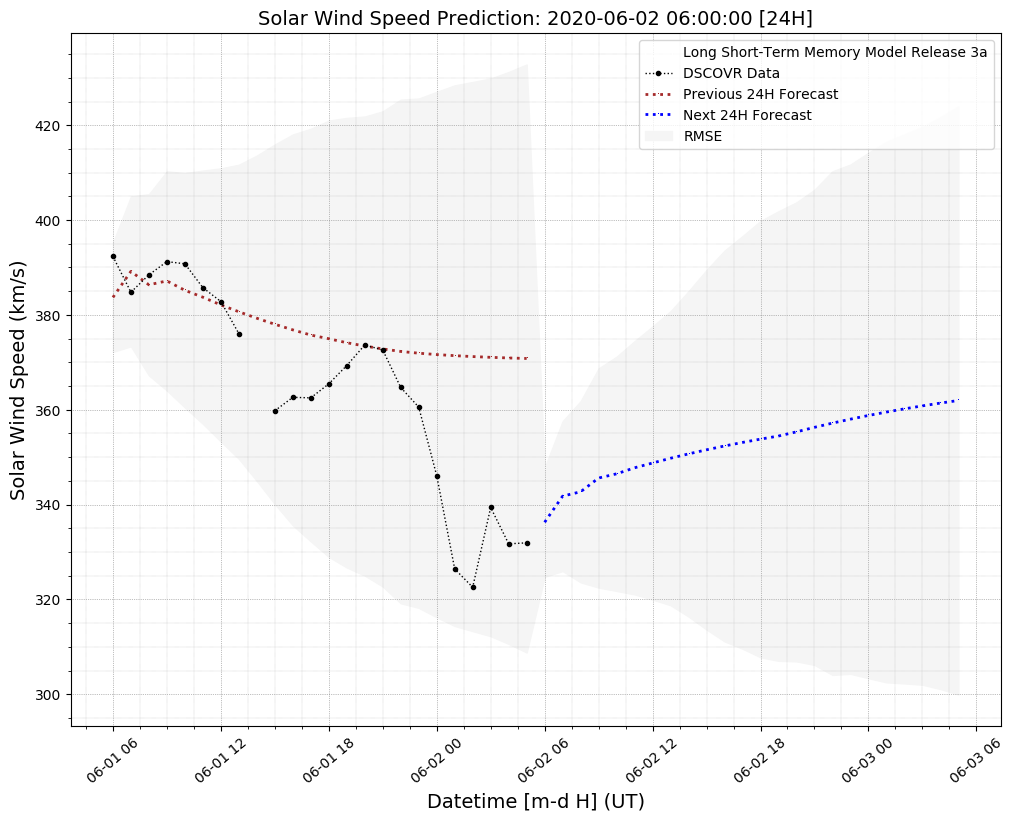 Solar Wind Speed Prediction: 2020-06-02 06:00:00 [24H]
Long Short-Term Memory Model Release 3a
DSCOVR Data
Previous 24H Forecast
Next 24H Forecast
RMSE
Solar Wind Speed (km/s)
420
400
380
360
340
320
300
06-01 06
06-01 12
06-01 18
06-02 00
06-02 06
06-02 12
06-02 18
06-03 00
06-03 06
Datetime [m-d H] (UT)